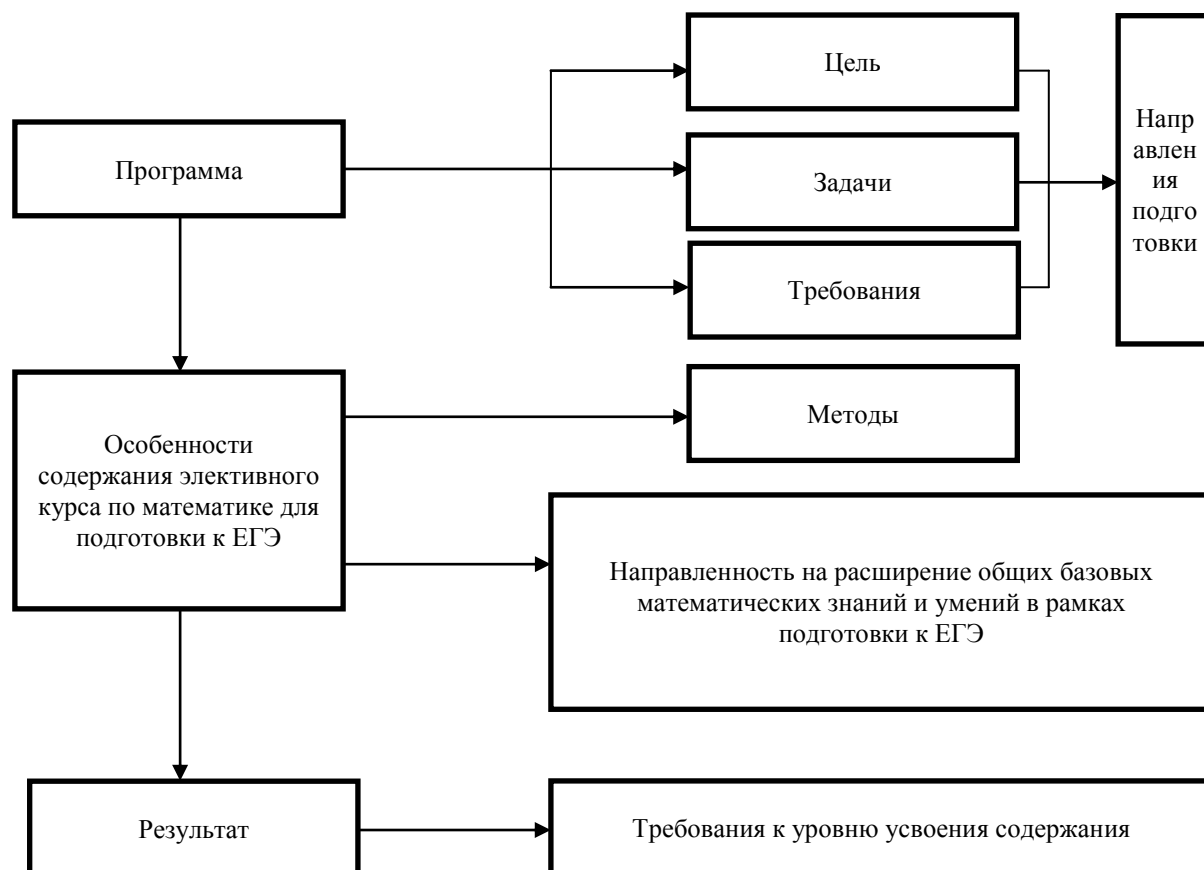 Цель
Программа
Задачи
Требования
Напр
авлен
ия
подго
товки
Особенности
содержания элективного
курса по математике для
подготовки к ЕГЭ
Методы
Направленность на расширение общих базовых
математических знаний и умений в рамках
подготовки к ЕГЭ
Результат
Требования к уровню усвоения содержания